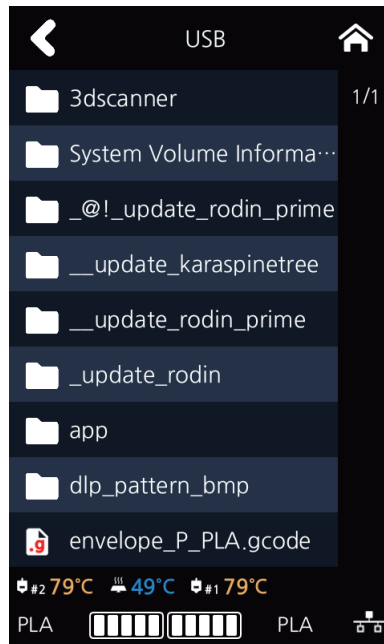 USB
3dscanner 1/1
System Volume Informa⋯
_@!_update_rodin_prime
__update_karaspinetree
__update_rodin_prime
_update_rodin
app
dlp_pattern_bmp
.g envelope_P_PLA.gcode
#2 79°C 49°C #1 79°C
PLA PLA